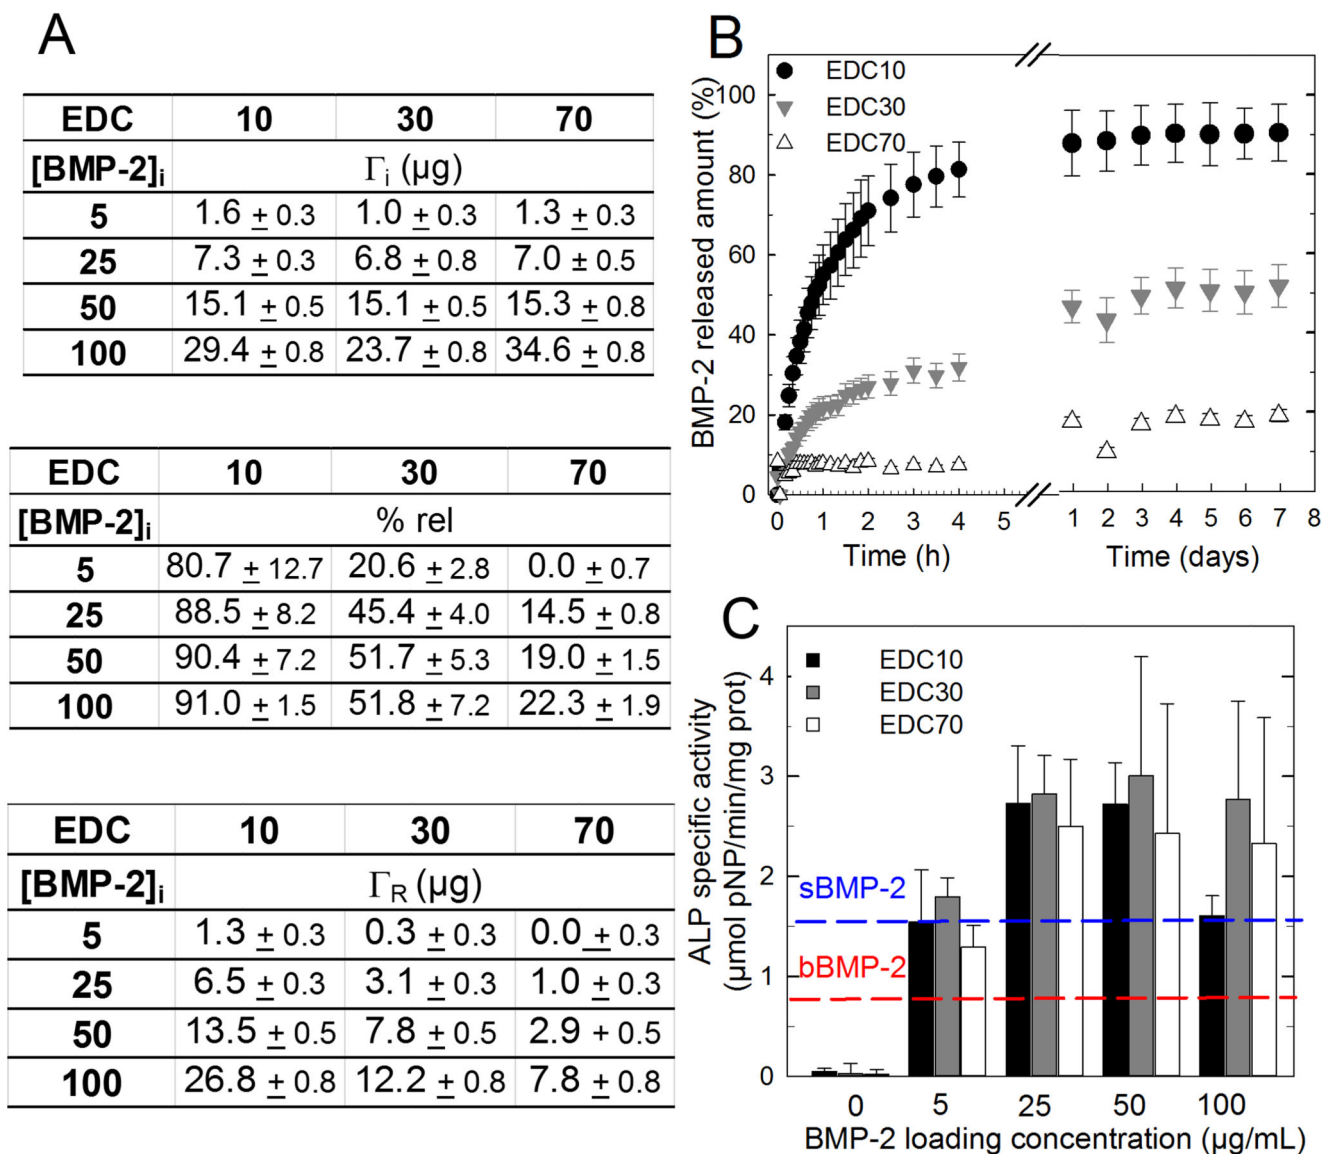 A
EDC 10 30 70
[BMP-2]i Γi (µg)
5 1.6 ± 0.3 1.0 ± 0.3 1.3 ± 0.3
25 7.3 ± 0.3 6.8 ± 0.8 7.0 ± 0.5
50 15.1 ± 0.5 15.1 ± 0.5 15.3 ± 0.8
100 29.4 ± 0.8 23.7 ± 0.8 34.6 ± 0.8
EDC 10 30 70
[BMP-2]i % rel
5 80.7 ± 12.7 20.6 ± 2.8 0.0 ± 0.7
25 88.5 ± 8.2 45.4 ± 4.0 14.5 ± 0.8
50 90.4 ± 7.2 51.7 ± 5.3 19.0 ± 1.5
100 91.0 ± 1.5 51.8 ± 7.2 22.3 ± 1.9
EDC 10 30 70
[BMP-2]i ΓR (µg)
5 1.3 ± 0.3 0.3 ± 0.3 0.0 ± 0.3
25 6.5 ± 0.3 3.1 ± 0.3 1.0 ± 0.3
50 13.5 ± 0.5 7.8 ± 0.5 2.9 + 0.5
100 26.8 ± 0.8 12.2 ± 0.8 7.8 ± 0.8
B
BMP-2 released amount (%)
100
80
60
40
20
0
EDC10
EDC30
EDC70
0 1 2 3 4 5 1 2 3 4 5 6 7 8
Time (h) Time (days)
C
ALP specific activity
(µmol pNP/min/mg prot)
4
3
2
1
0
EDC10
EDC30
EDC70
sBMP-2
bBMP-2
0 5 25 50 100
BMP-2 loading concentration (µg/mL)